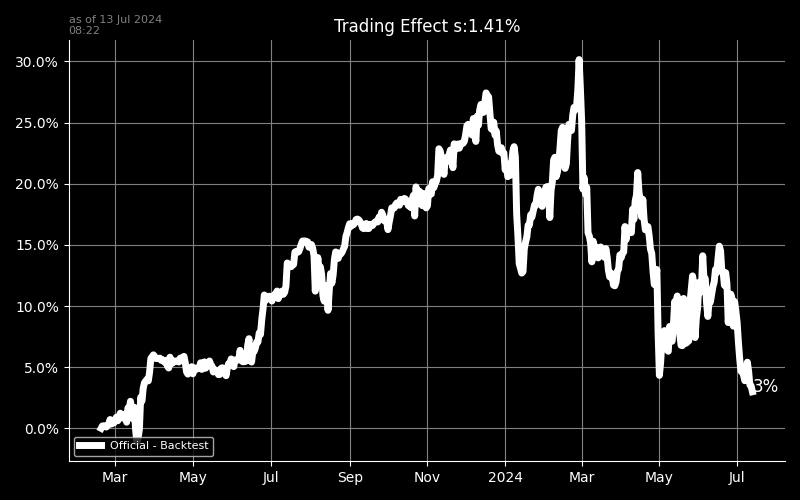 as of 13 Jul 2024
08:22
Trading Effect s:1.41%
30.0%
25.0%
20.0%
15.0%
10.0%
5.0%
0.0%
3%
Official - Backtest
Mar May Jul Sep Nov 2024 Mar May Jul